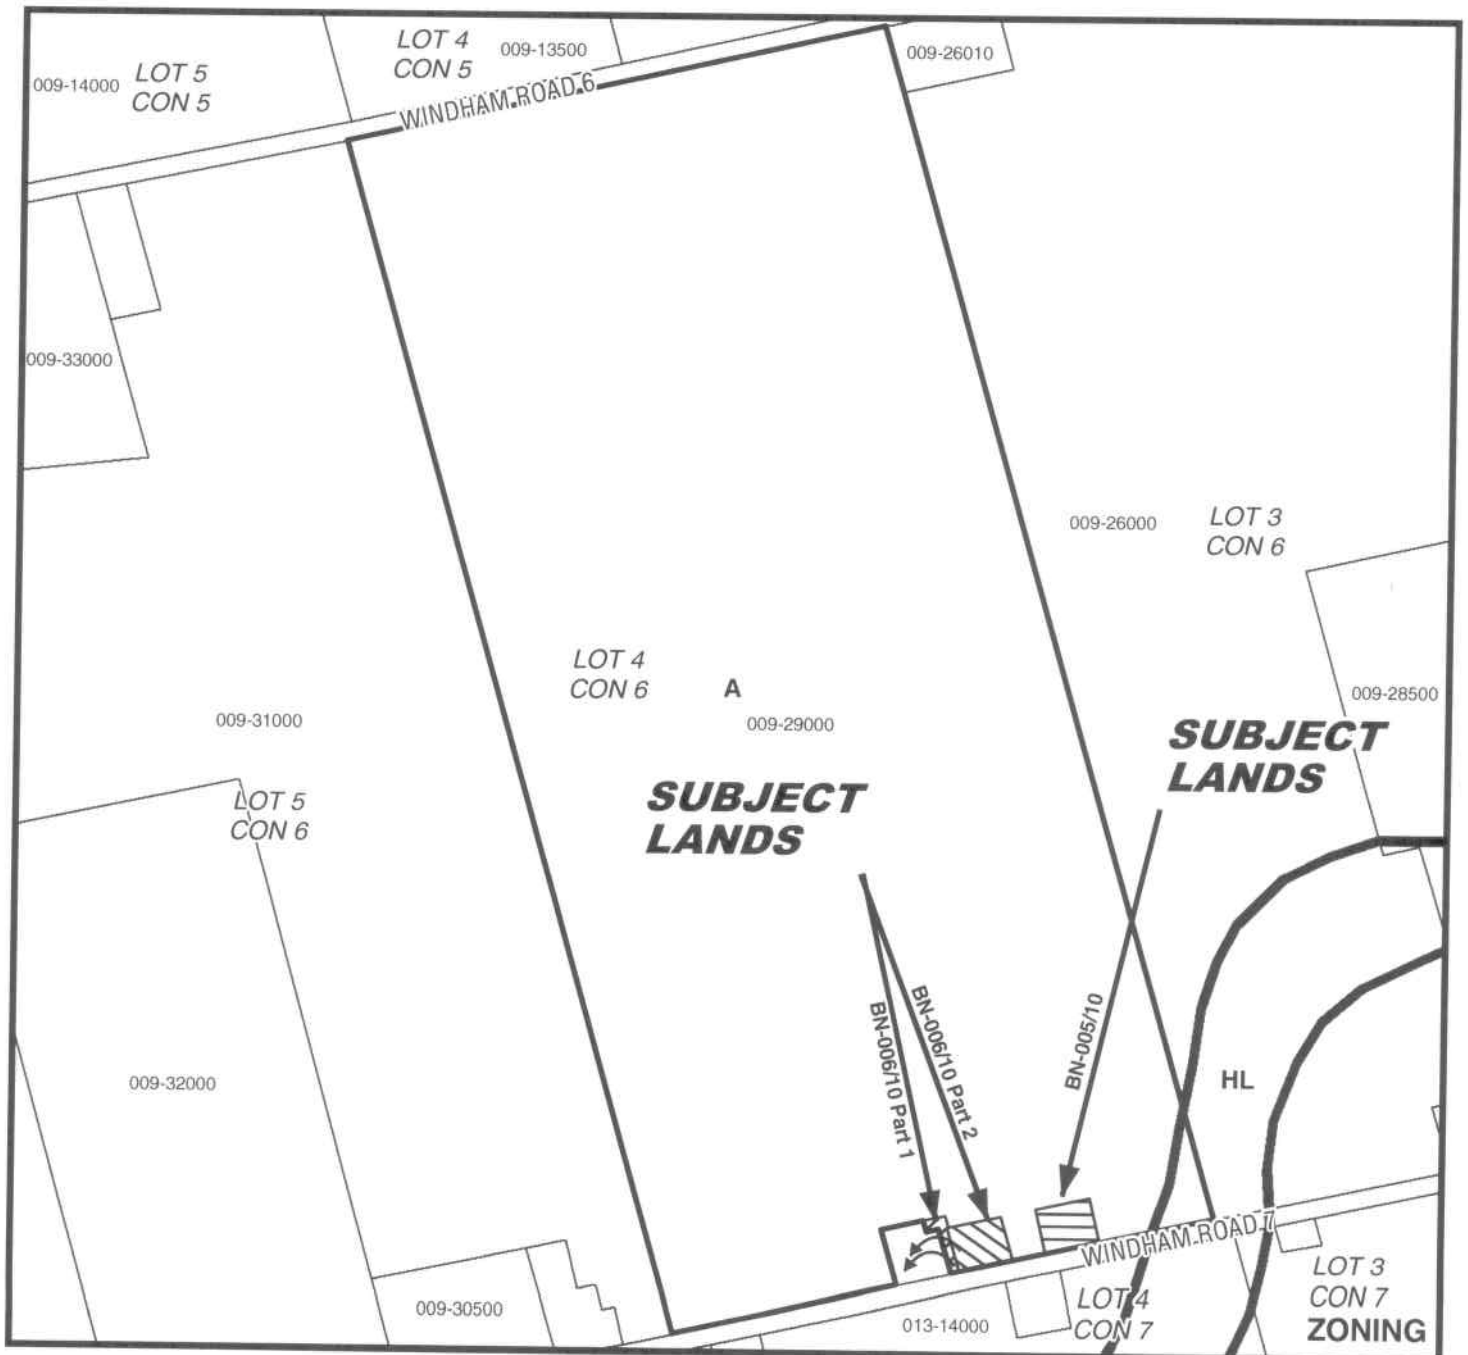 LOT 4
CON 5
009-13500
009-26010
009-14000
LOT 5
CON 5
WINDHAM ROAD 6
009-33000
009-26000
LOT 3
CON 6
LOT 4
CON 6
A
009-29000
009-28500
009-31000
SUBJECT
LANDS
SUBJECT
LANDS
LOT 5
CON 6
BN-006/10 Part 1
BN-006/10 Part 2
BN-005/10
HL
009-32000
WINDHAM ROAD 7
009-30500
013-14000
LOT 4
CON 7
LOT 3
CON 7
ZONING